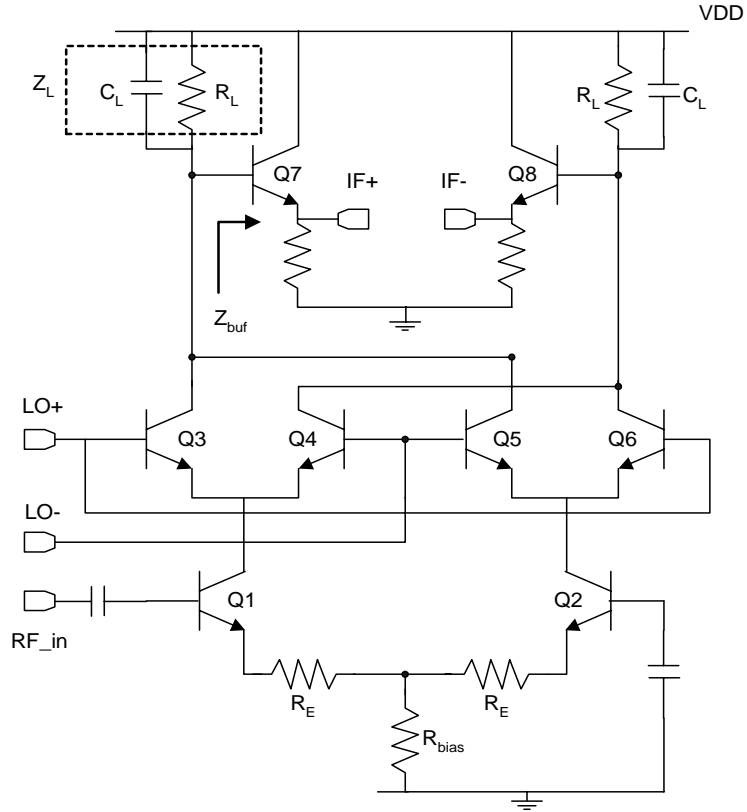 VDD
Z_L
C_L
R_L
R_L
C_L
Q7
IF+
IF-
Q8
Z_buf
LO+
Q3
Q4
Q5
Q6
LO-
Q1
Q2
RF_in
R_E
R_E
R_bias